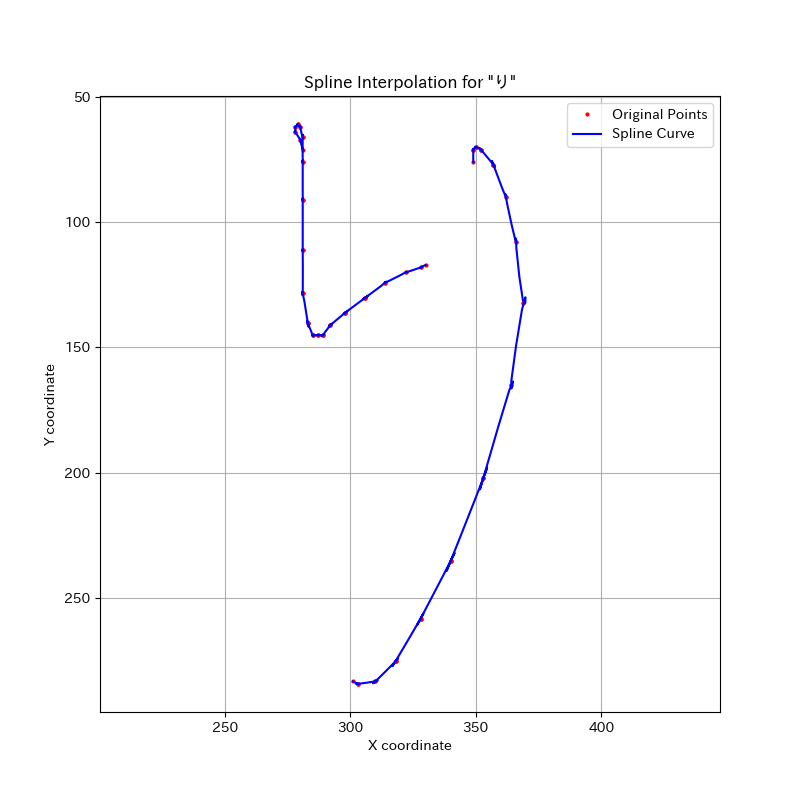 Spline Interpolation for "り"
Original Points
Spline Curve
50
100
150
200
250
Y coordinate
り
250
300
350
400
X coordinate